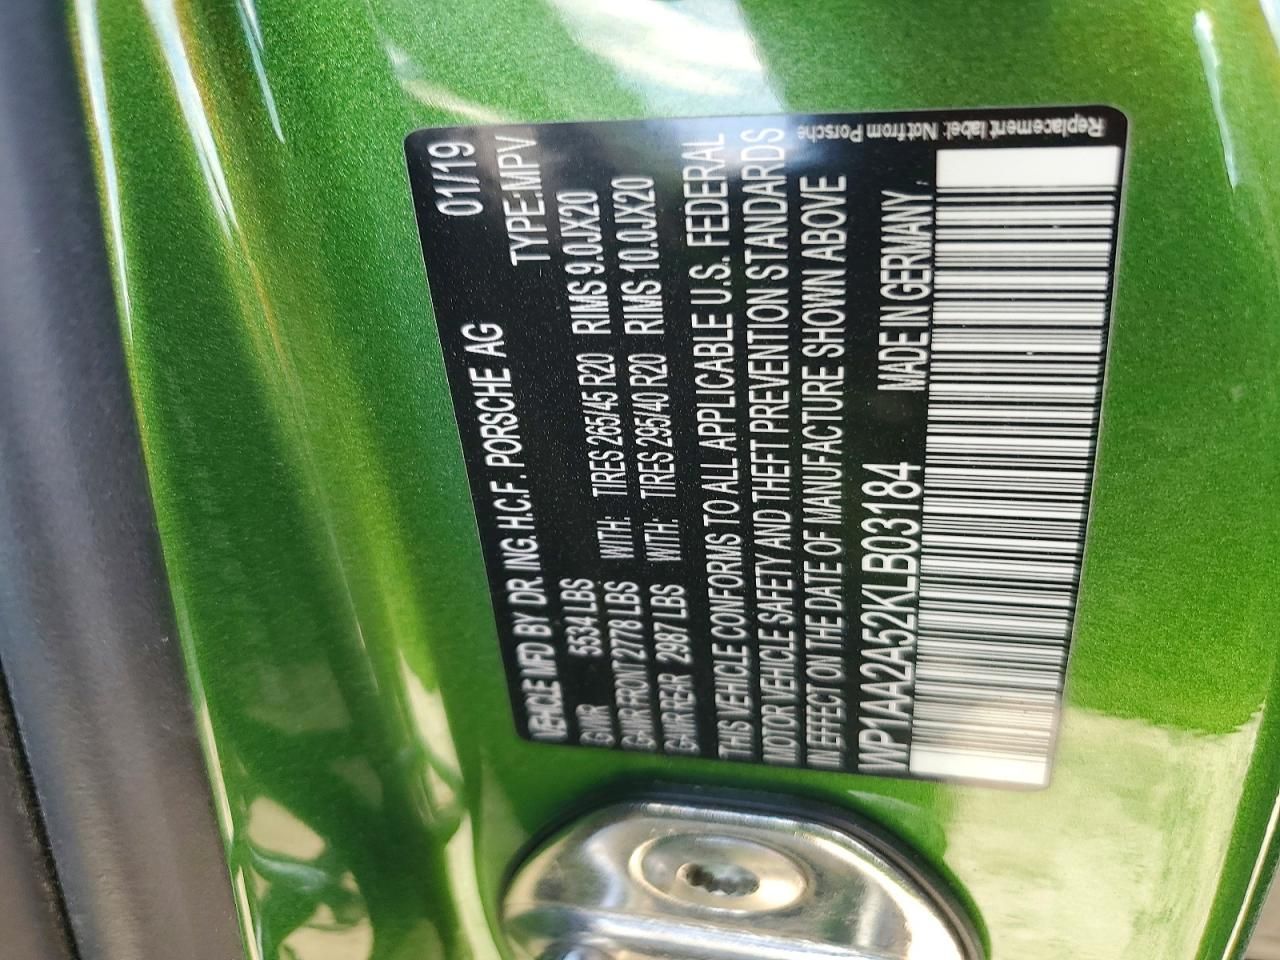 VEHICLE MFD BY DR. ING. H.C.F. PORSCHE AG 01/19
GVWR 5534 LBS TYPE:MPV
GAWR FRONT 2778 LBS WITH: TIRES 265/45 R20 RIMS 9.0JX20
GAWR REAR 2987 LBS WITH: TIRES 295/40 R20 RIMS 10.0JX20
THIS VEHICLE CONFORMS TO ALL APPLICABLE U.S. FEDERAL
MOTOR VEHICLE SAFETY AND THEFT PREVENTION STANDARDS
IN EFFECT ON THE DATE OF MANUFACTURE SHOWN ABOVE
WP1AA2A52KLB03184 MADE IN GERMANY
Replacement label: Not from Porsche